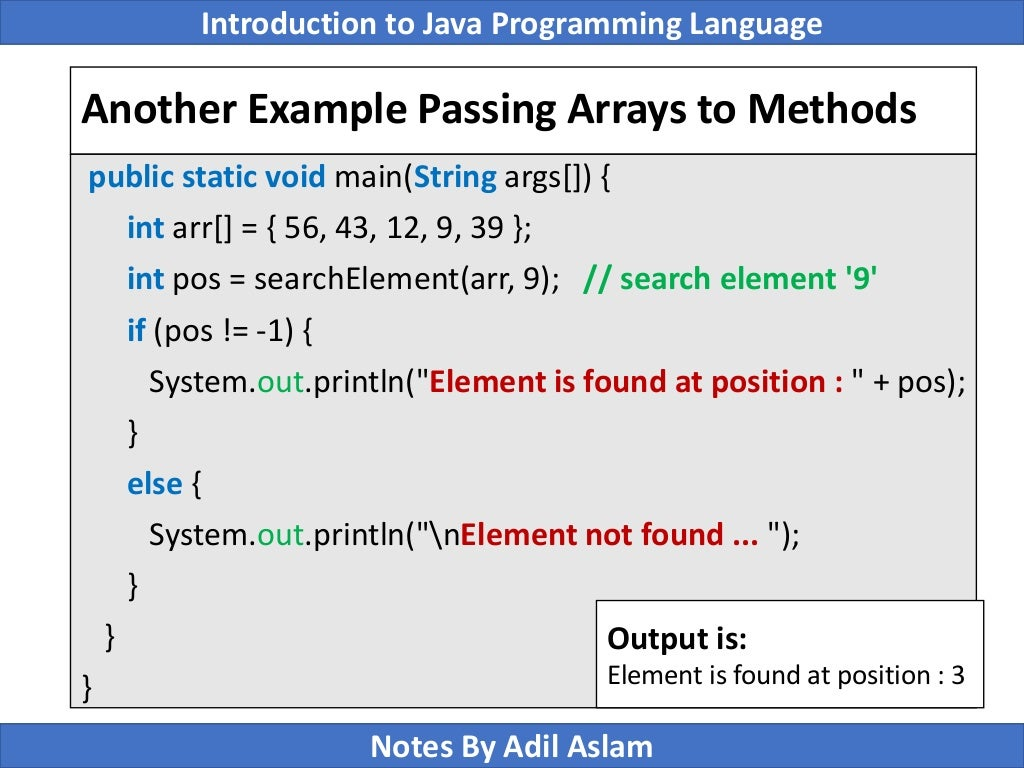 Introduction to Java Programming Language
Another Example Passing Arrays to Methods
public static void main(String args[]) {
int arr[] = { 56, 43, 12, 9, 39 };
int pos = searchElement(arr, 9);   // search element '9'
if (pos != -1) {
System.out.println("Element is found at position : " + pos);
}
else {
System.out.println("\nElement not found ... ");
}
}
}
Output is:
Element is found at position : 3
Notes By Adil Aslam